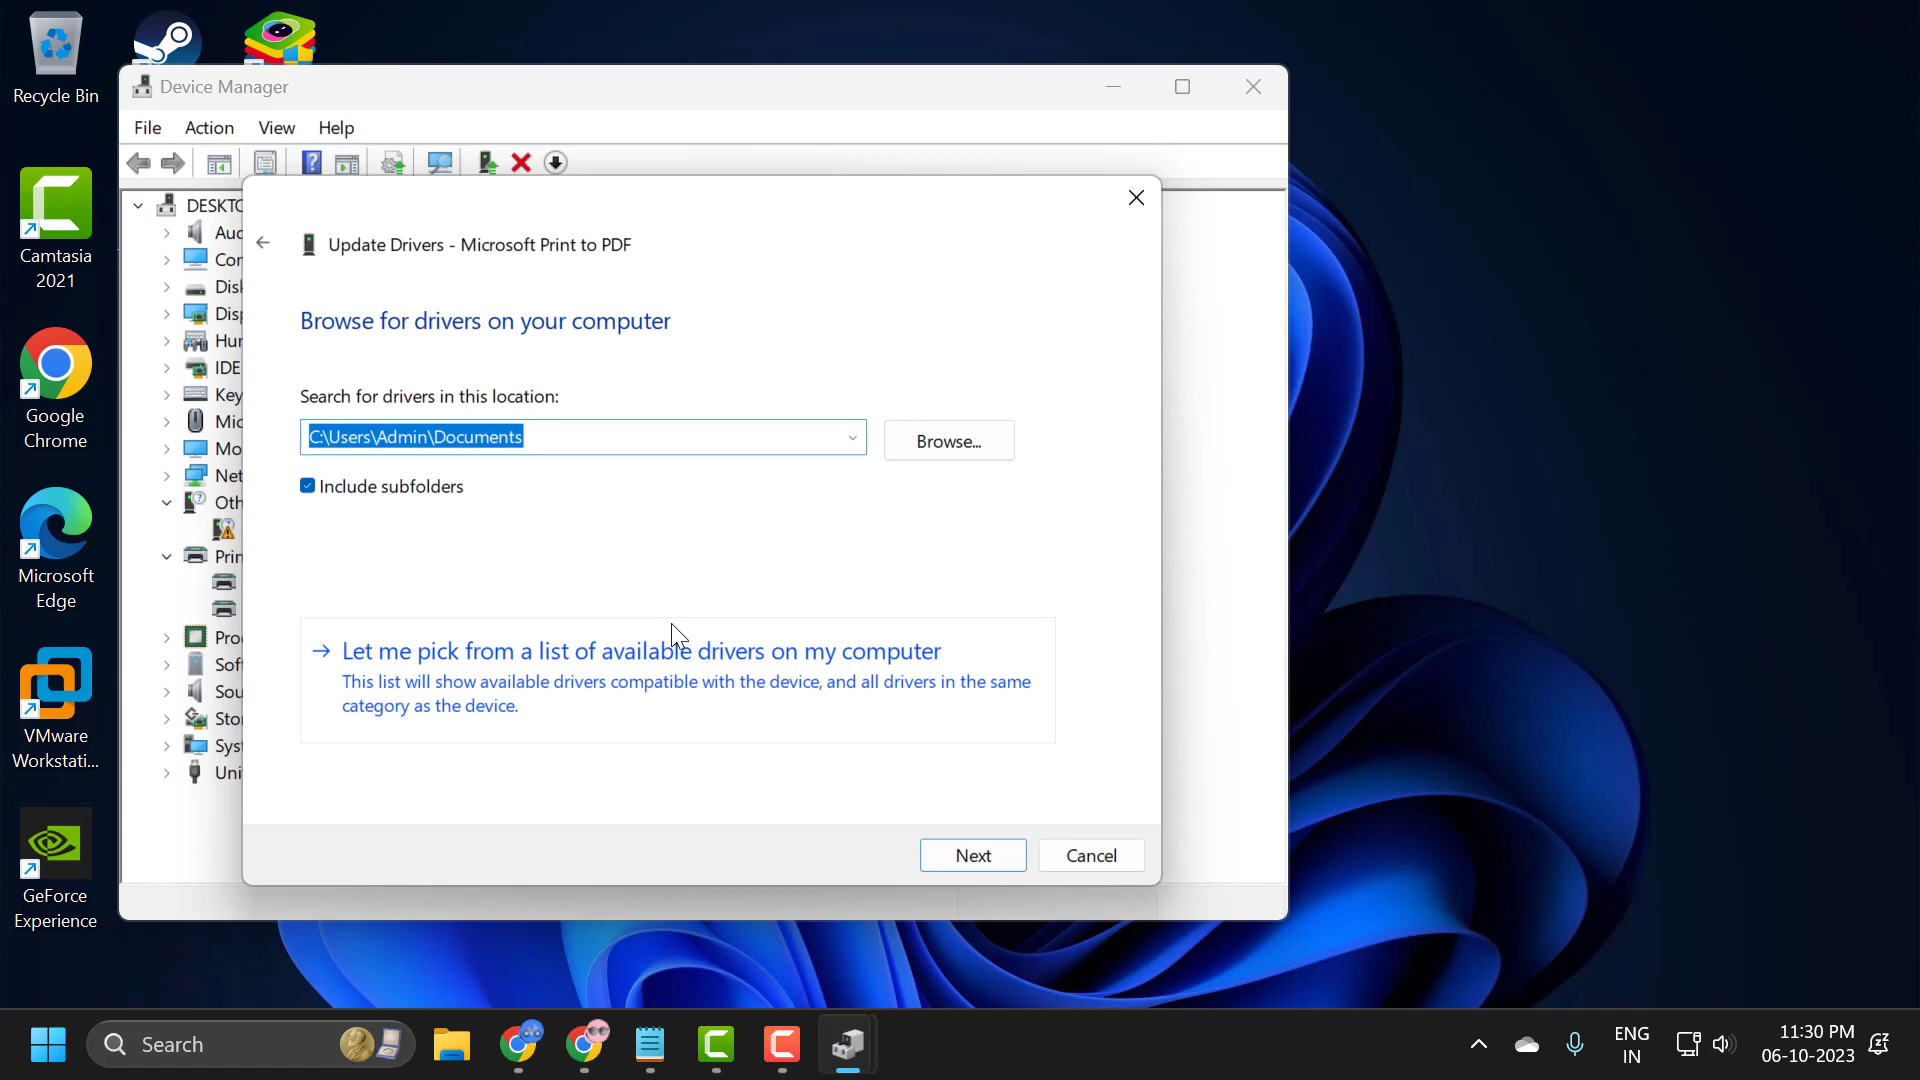 Recycle Bin
Camtasia
2021
Google
Chrome
Microsoft
Edge
VMware
Workstati...
GeForce
Experience
Device Manager
File Action View Help
DESKTO
Aud
Con
Disk
Disp
Hum
IDE
Key
Mic
Mo
Net
Oth
Prin
Pro
Soft
Sou
Stor
Syst
Uni
Update Drivers - Microsoft Print to PDF
Browse for drivers on your computer
Search for drivers in this location:
C:\Users\Admin\Documents
Browse...
Include subfolders
Let me pick from a list of available drivers on my computer
This list will show available drivers compatible with the device, and all drivers in the same
category as the device.
Next Cancel
Search
ENG
IN
11:30 PM
06-10-2023